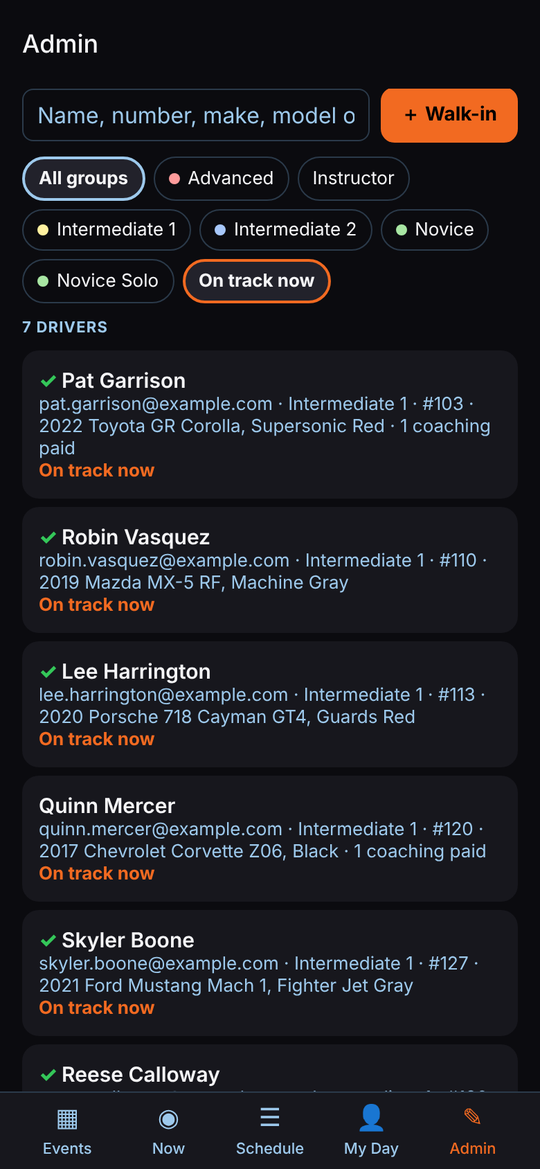 Admin
Name, number, make, model o
+ Walk-in
All groups
Advanced
Instructor
Intermediate 1
Intermediate 2
Novice
Novice Solo
On track now
7 DRIVERS
✓ Pat Garrison
pat.garrison@example.com · Intermediate 1 · #103 ·
2022 Toyota GR Corolla, Supersonic Red · 1 coaching
paid
On track now
✓ Robin Vasquez
robin.vasquez@example.com · Intermediate 1 · #110 ·
2019 Mazda MX-5 RF, Machine Gray
On track now
✓ Lee Harrington
lee.harrington@example.com · Intermediate 1 · #113 ·
2020 Porsche 718 Cayman GT4, Guards Red
On track now
Quinn Mercer
quinn.mercer@example.com · Intermediate 1 · #120 ·
2017 Chevrolet Corvette Z06, Black · 1 coaching paid
On track now
✓ Skyler Boone
skyler.boone@example.com · Intermediate 1 · #127 ·
2021 Ford Mustang Mach 1, Fighter Jet Gray
On track now
✓ Reese Calloway
Events
Now
Schedule
My Day
Admin